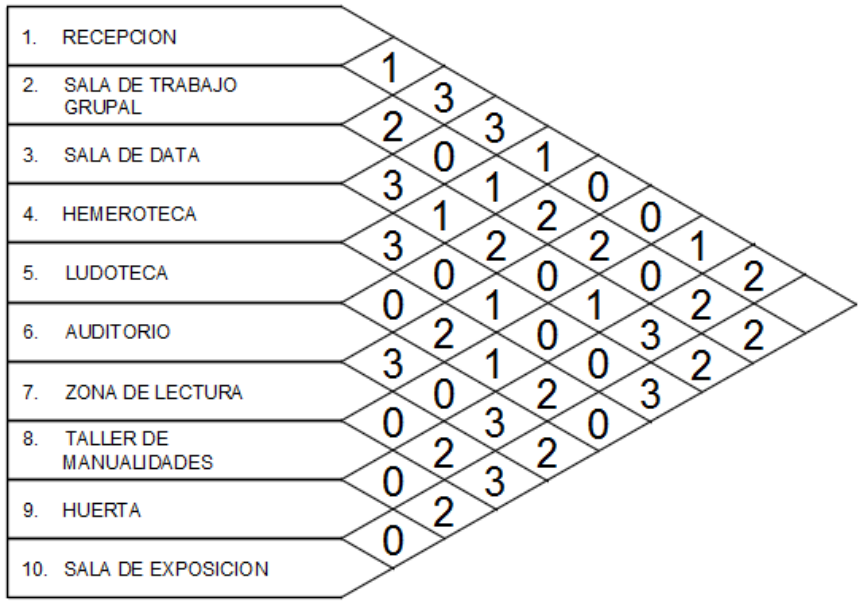 1. RECEPCION
1
2. SALA DE TRABAJO
3
GRUPAL
2 3
3. SALA DE DATA 0 1
3 1 0
4. HEMEROTECA 1 2 0
3 2 2 1
5. LUDOTECA 0 0 0 2
0 1 1 2
6. AUDITORIO 2 0 3 2
3 1 0 2
7. ZONA DE LECTURA 0 2 3
0 3 0
8. TALLER DE
2 2
MANUALIDADES
0 3
9. HUERTA 2
0
10. SALA DE EXPOSICION